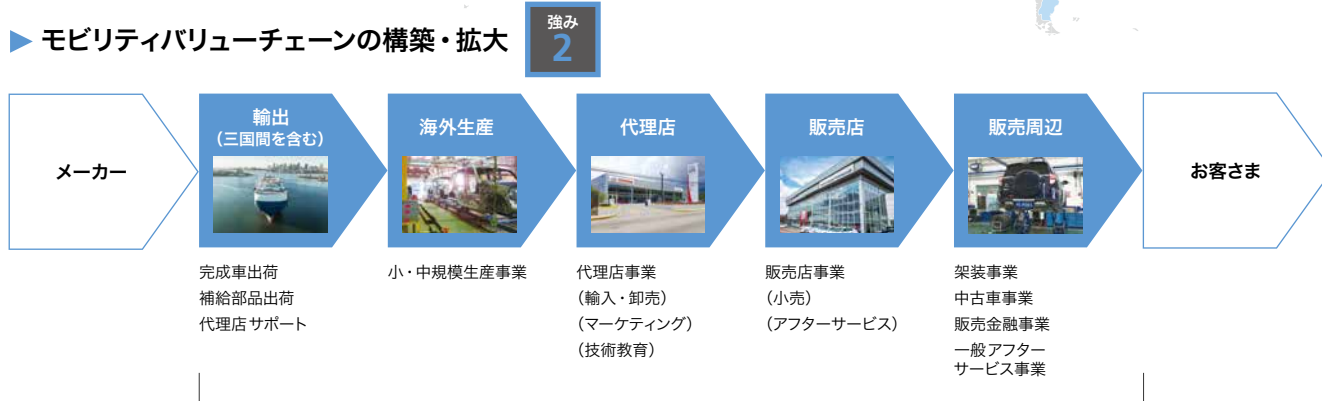 ▶ モビリティバリューチェーンの構築・拡大
強み
2
メーカー
輸出
（三国間を含む）
海外生産
代理店
販売店
販売周辺
お客さま
完成車出荷
補給部品出荷
代理店サポート
小・中規模生産事業
代理店事業
（輸入・卸売）
（マーケティング）
（技術教育）
販売店事業
（小売）
（アフターサービス）
架装事業
中古車事業
販売金融事業
一般アフター
サービス事業